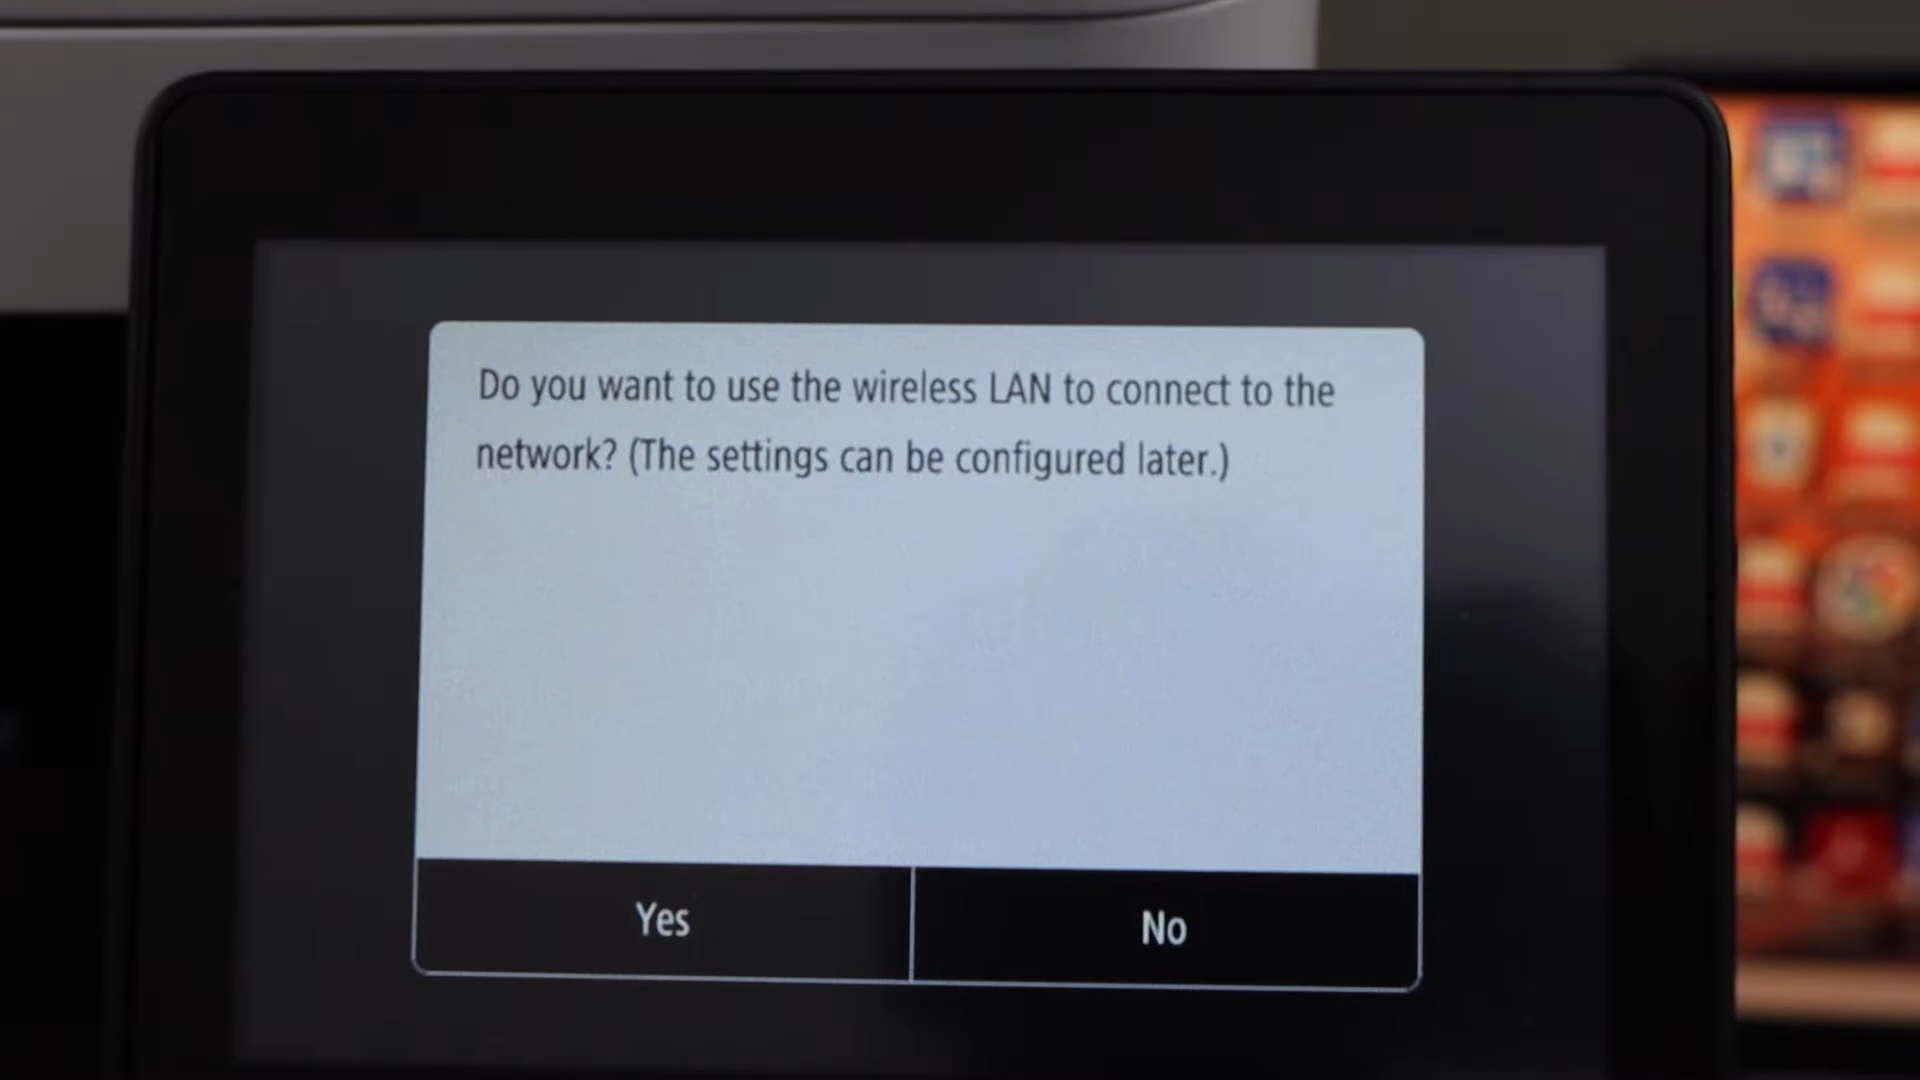 Do you want to use the wireless LAN to connect to the
network? (The settings can be configured later.)
Yes
No